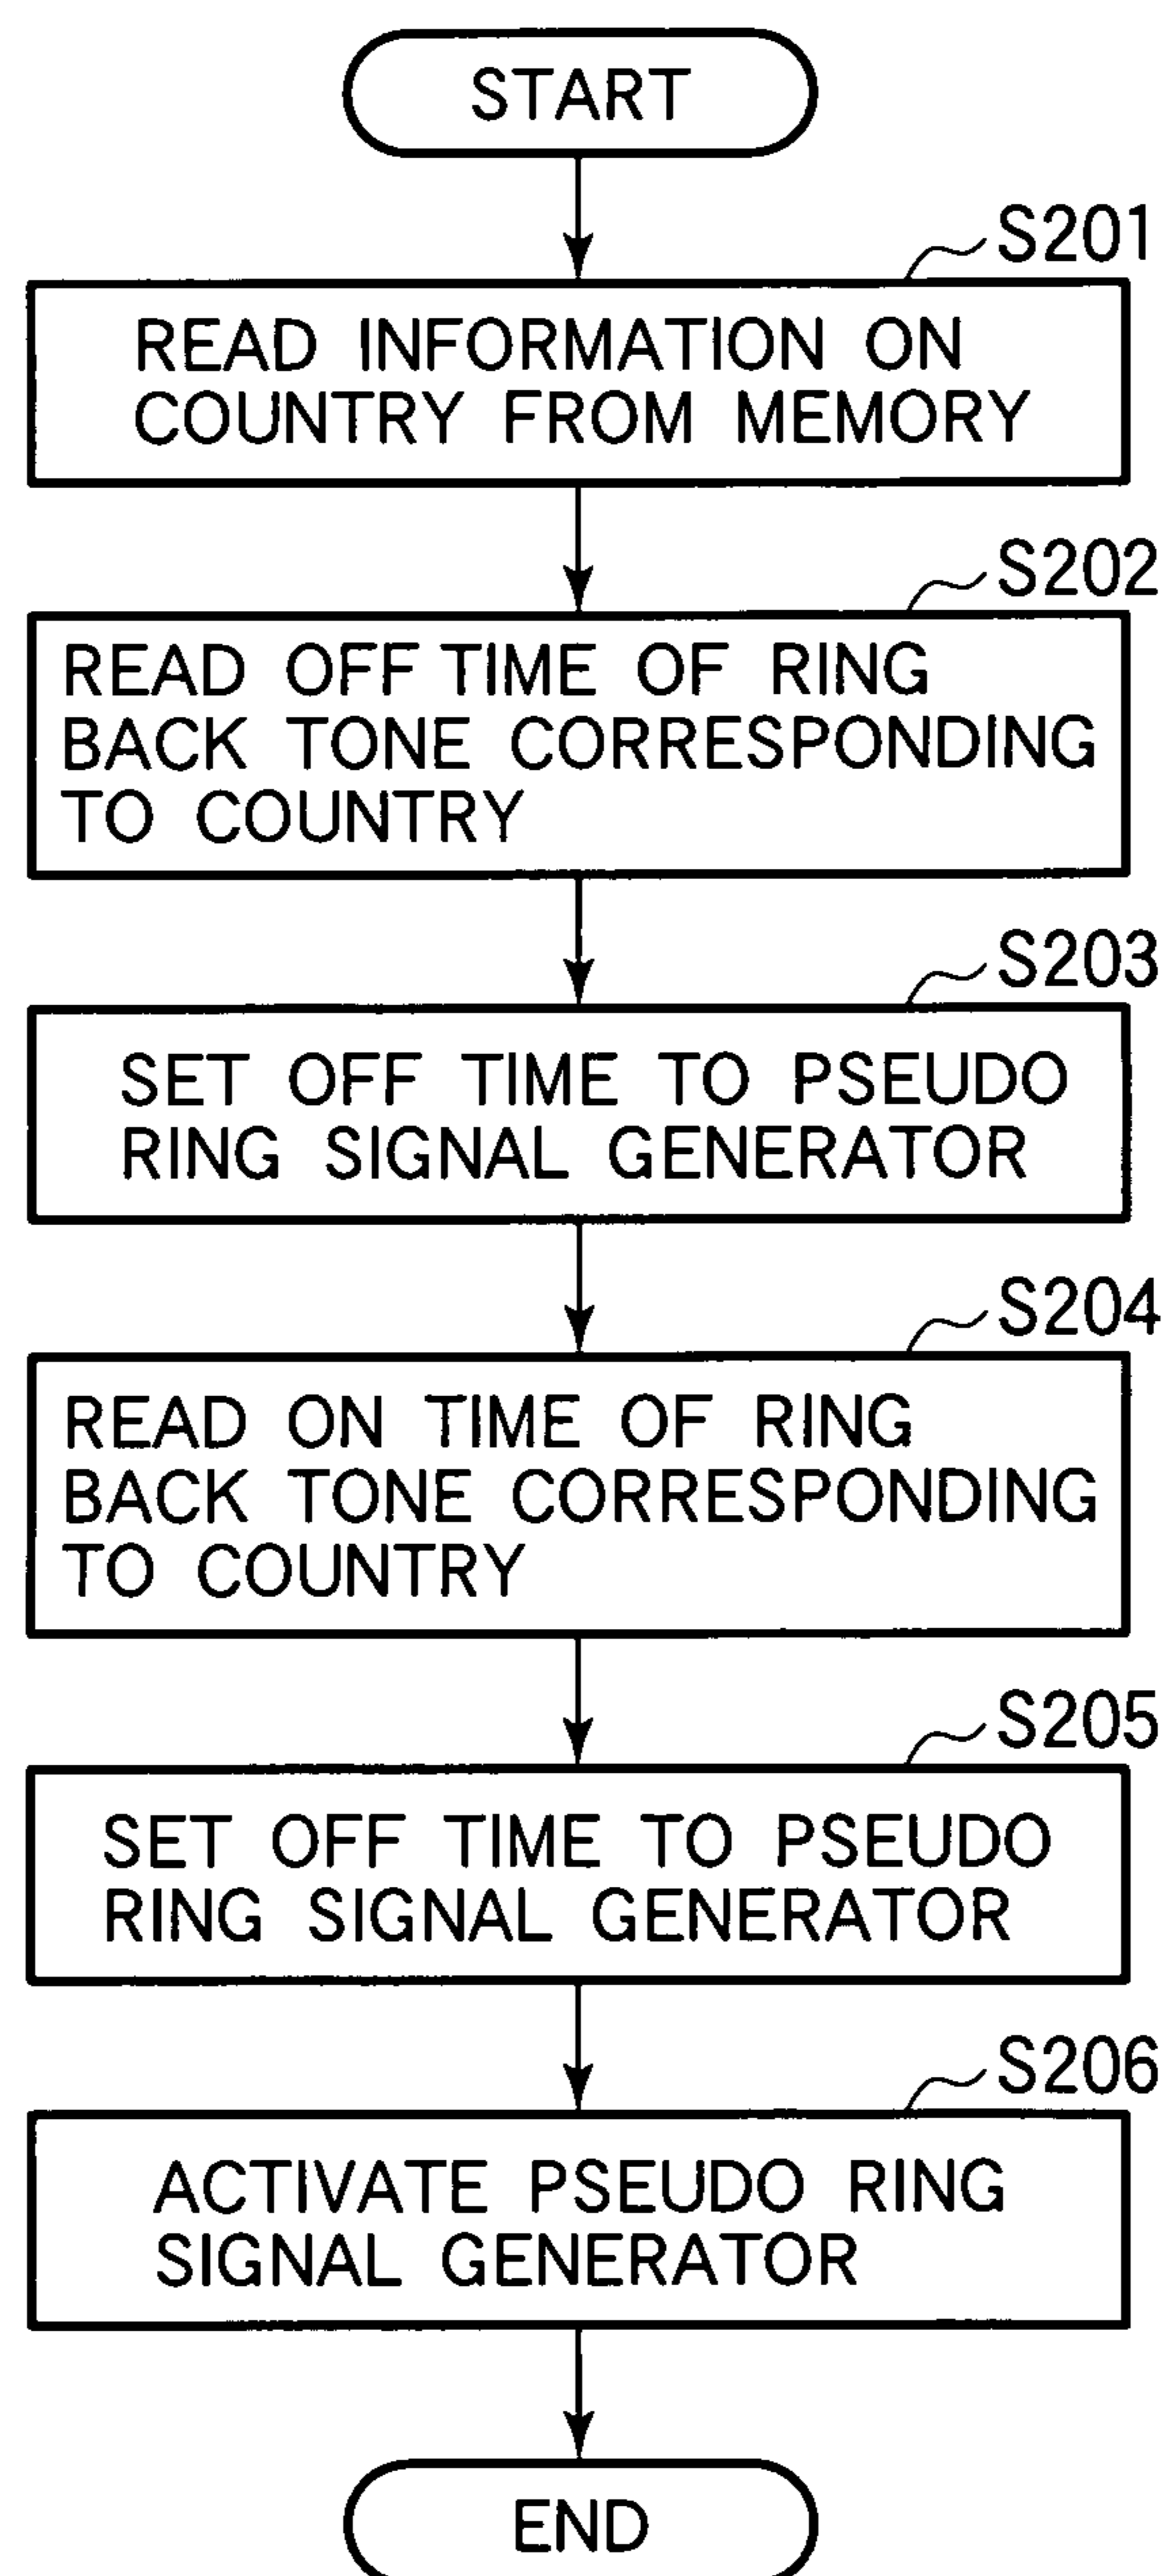 START
S201
READ INFORMATION ON
COUNTRY FROM MEMORY
S202
READ OFF TIME OF RING
BACK TONE CORRESPONDING
TO COUNTRY
S203
SET OFF TIME TO PSEUDO
RING SIGNAL GENERATOR
S204
READ ON TIME OF RING
BACK TONE CORRESPONDING
TO COUNTRY
S205
SET OFF TIME TO PSEUDO
RING SIGNAL GENERATOR
S206
ACTIVATE PSEUDO RING
SIGNAL GENERATOR
END